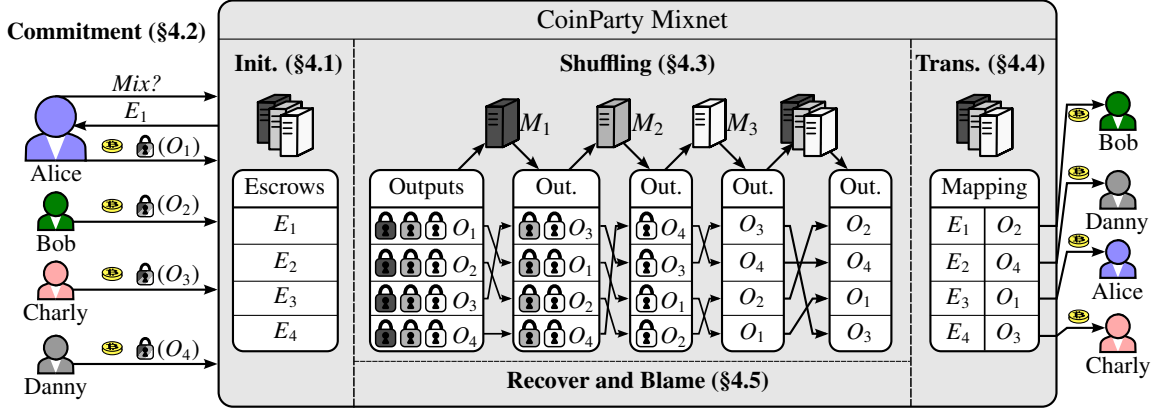 CoinParty Mixnet
Commitment (§4.2)
Init. (§4.1)
Shuffling (§4.3)
Trans. (§4.4)
Mix?
E1
(O1)
Alice
(O2)
Bob
(O3)
Charly
(O4)
Danny
M1
M2
M3
Escrows
E1
E2
E3
E4
Outputs
O1
O2
O3
O4
Out.
O3
O1
O2
O4
Out.
O4
O3
O1
O2
Out.
O3
O4
O2
O1
Out.
O2
O4
O1
O3
Mapping
E1 O2
E2 O4
E3 O1
E4 O3
Bob
Danny
Alice
Charly
Recover and Blame (§4.5)